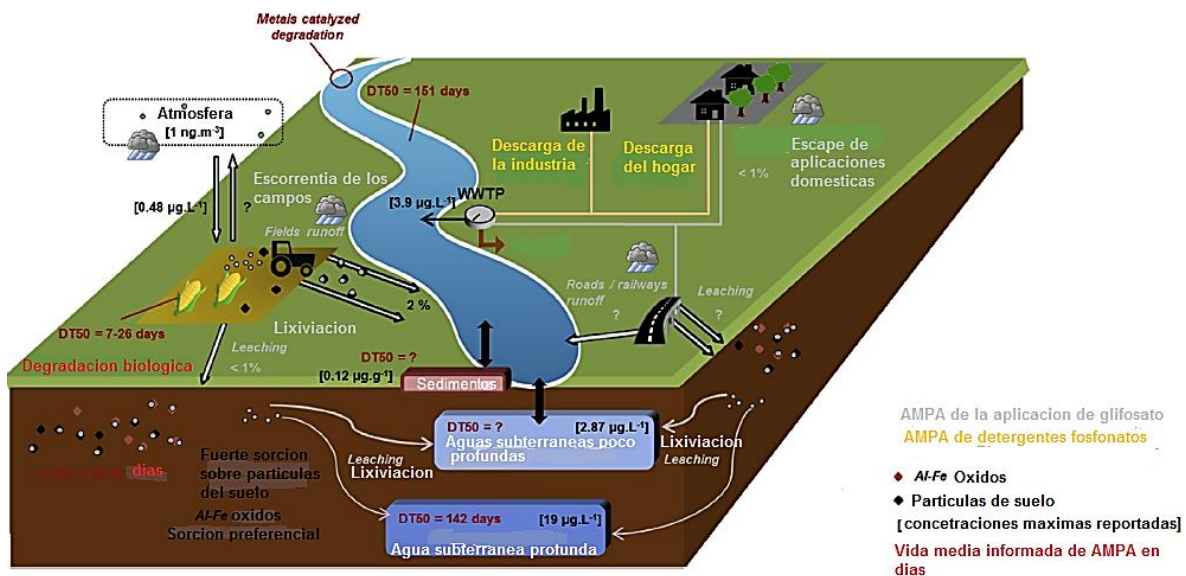 Metals catalyzed
degradation
DT50 = 151 days
Atmosfera
[1 ng.m-3]
Descarga de
la industria
Descarga
del hogar
Escape de
aplicaciones
domesticas
< 1%
Escorrentia de los
campos
Fields runoff
[0.48 µg.L-1]
?
[3.9 µg.L-1]
WWTP
2 %
Roads / railways
runoff
?
Leaching
?
DT50 = 7-26 days
Lixiviacion
Leaching
< 1%
Degradacion biologica
DT50 = ?
[0.12 µg.g-1]
DT50 = ?
[2.87 µg.L-1]
Aguas subterraneas poco
profundas
Lixiviacion
Leaching
Leaching
Lixiviacion
dias
Fuerte sorcion
sobre particulas
del suelo
Al-Fe oxidos
Sorcion preferencial
DT50 = 142 days
[19 µg.L-1]
Agua subterranea profunda
AMPA de la aplicacion de glifosato
AMPA de detergentes fosfonatos
Al-Fe Oxidos
Particulas de suelo
[concetraciones maximas reportadas]
Vida media informada de AMPA en
dias